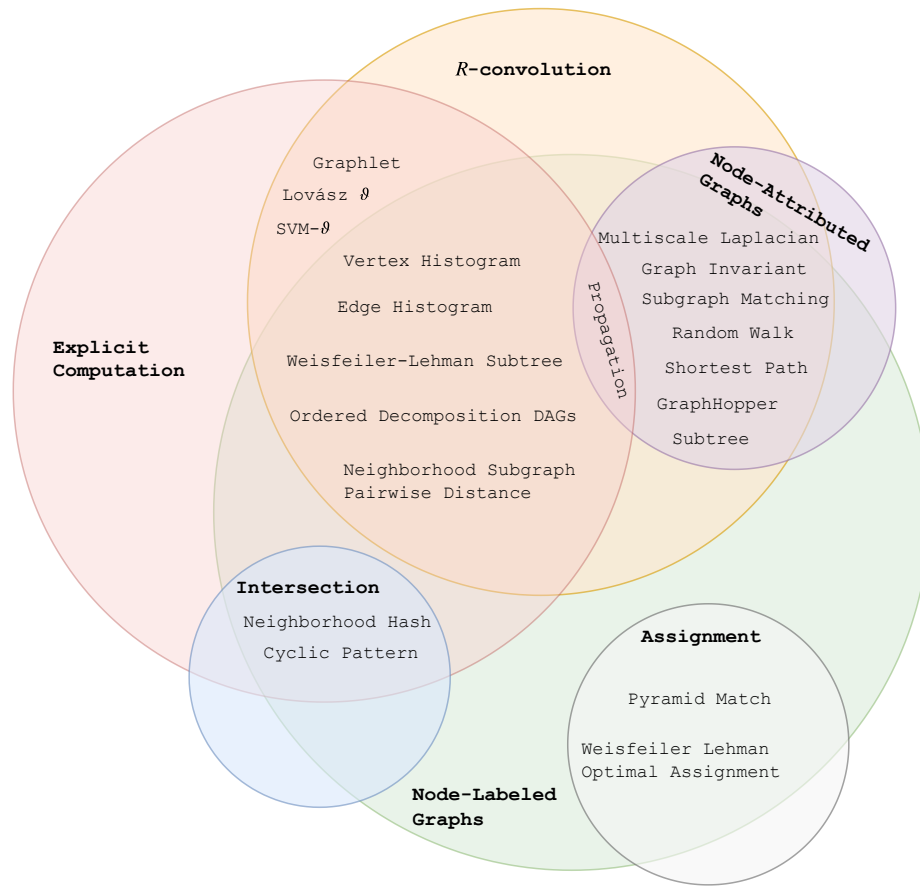 R-convolution
Graphlet
Lovász ϑ
SVM-ϑ
Node-Attributed
Graphs
Multiscale Laplacian
Graph Invariant
Subgraph Matching
Random Walk
Shortest Path
GraphHopper
Subtree
Propagation
Vertex Histogram
Edge Histogram
Weisfeiler-Lehman Subtree
Ordered Decomposition DAGs
Neighborhood Subgraph
Pairwise Distance
Explicit
Computation
Intersection
Neighborhood Hash
Cyclic Pattern
Assignment
Pyramid Match
Weisfeiler Lehman
Optimal Assignment
Node-Labeled
Graphs